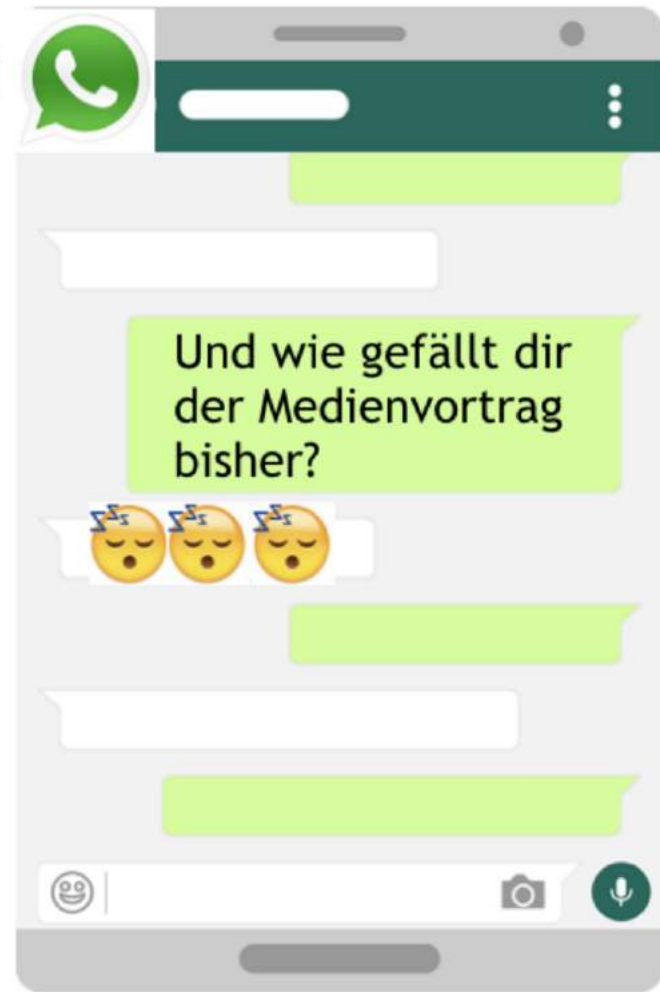 Und wie gefällt dir
der Medienvortrag
bisher?
😴😴😴